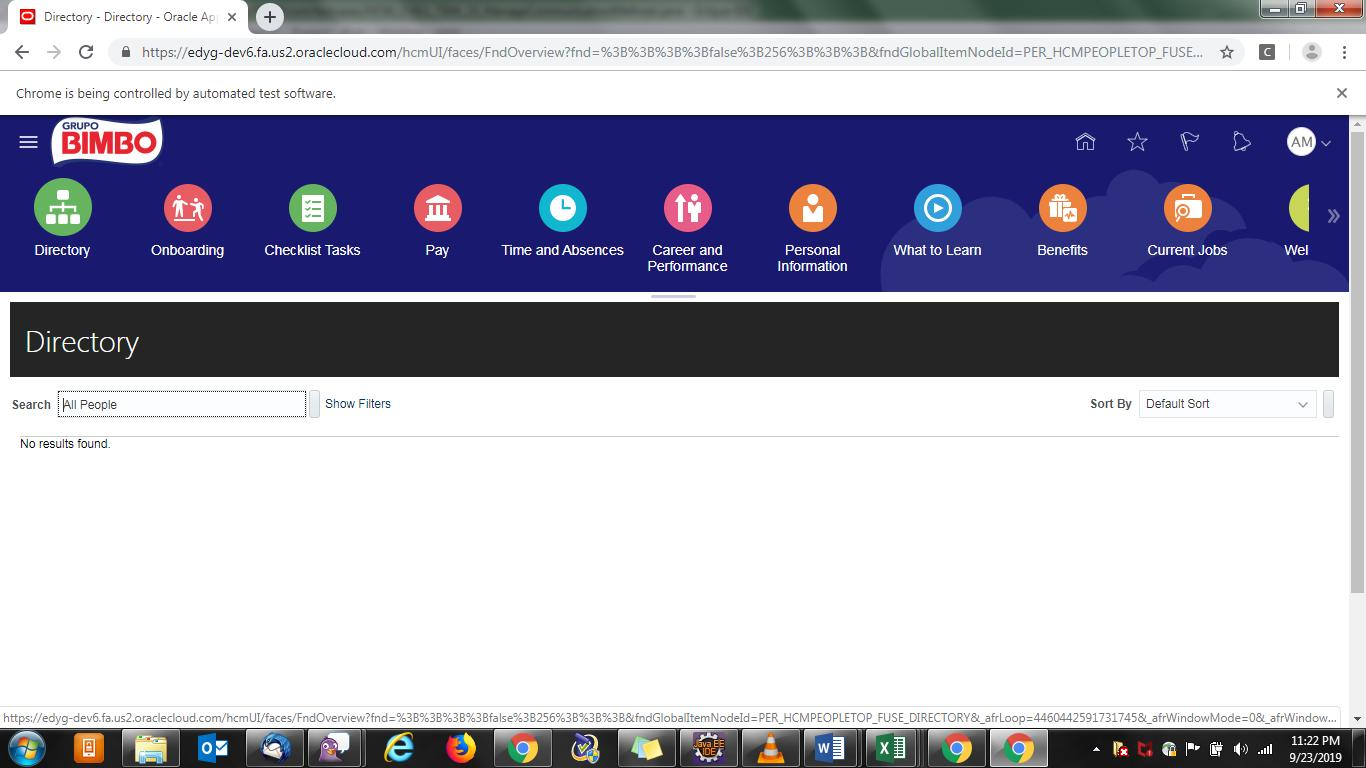 Directory - Directory - Oracle Ap
https://edyg-dev6.fa.us2.oraclecloud.com/hcmUI/faces/FndOverview?fnd=%3B%3B%3B%3Bfalse%3B256%3B%3B%3B&fndGlobalItemNodeId=PER_HCMPEOPLETOP_FUSE...
C
Chrome is being controlled by automated test software.
GRUPO
BIMBO
AM
Directory
Onboarding
Checklist Tasks
Pay
Time and Absences
Career and
Performance
Personal
Information
What to Learn
Benefits
Current Jobs
Wel
Directory
Search All People Show Filters
Sort By Default Sort
No results found.
https://edyg-dev6.fa.us2.oraclecloud.com/hcmUI/faces/FndOverview?fnd=%3B%3B%3B%3Bfalse%3B256%3B%3B%3B&fndGlobalItemNodeId=PER_HCMPEOPLETOP_FUSE_DIRECTORY&_afrLoop=4460442591731745&_afrWindowMode=0&_afrWindow...
Java EE
IDE
11:22 PM
9/23/2019